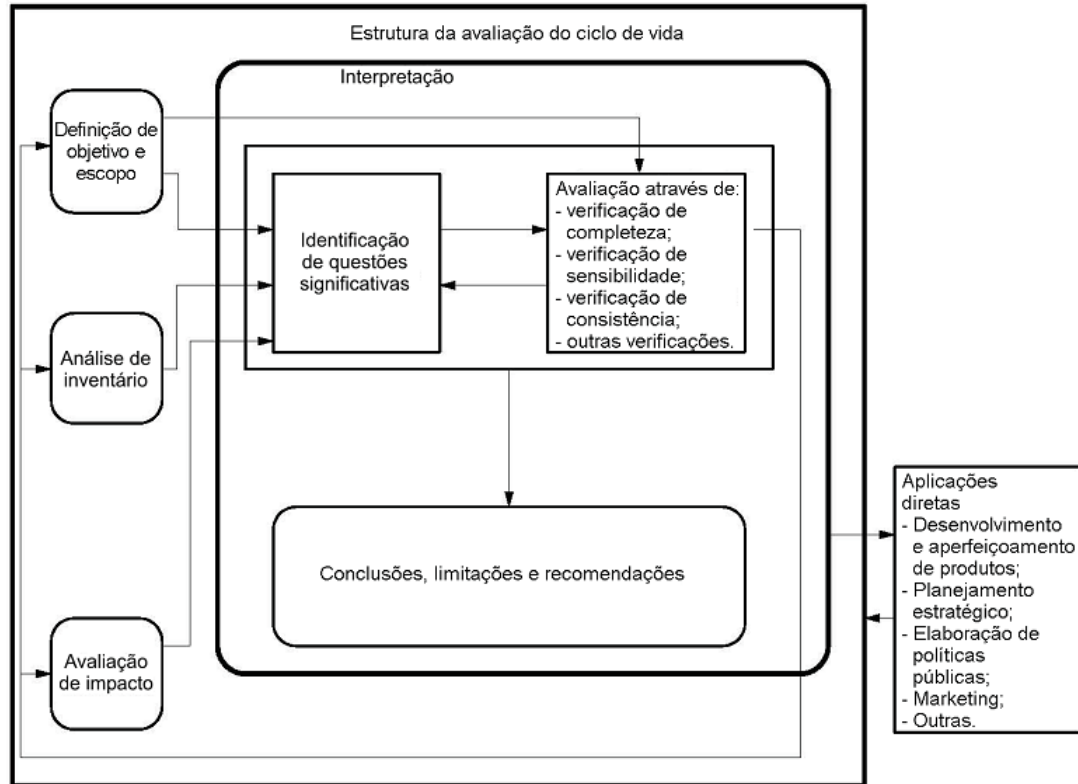 Estrutura da avaliação do ciclo de vida
Interpretação
Definição de
objetivo e
escopo
Análise de
inventário
Avaliação
de impacto
Identificação
de questões
significativas
Avaliação através de:
- verificação de
completeza;
- verificação de
sensibilidade;
- verificação de
consistência;
- outras verificações.
Conclusões, limitações e recomendações
Aplicações
diretas
- Desenvolvimento
e aperfeiçoamento
de produtos;
- Planejamento
estratégico;
- Elaboração de
políticas
públicas;
- Marketing;
- Outras.